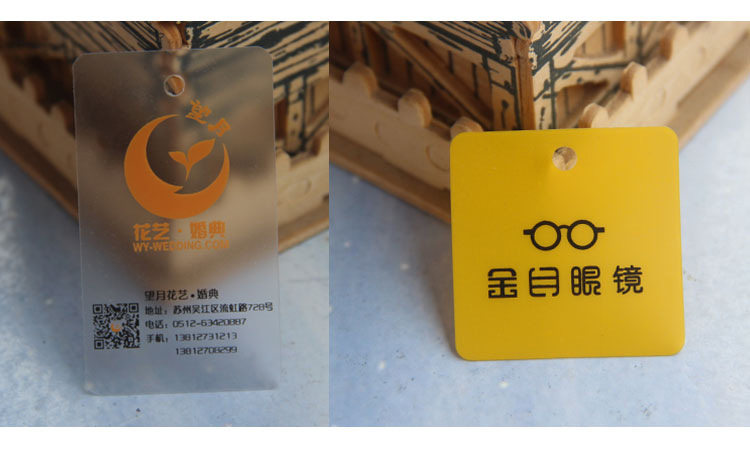 望月
花艺·婚典
WY-WEDDING.COM
望月花艺·婚典
地址：苏州吴江区流虹路728号
电话：0512-63420887
手机：13812731213
13812708299
金目眼镜